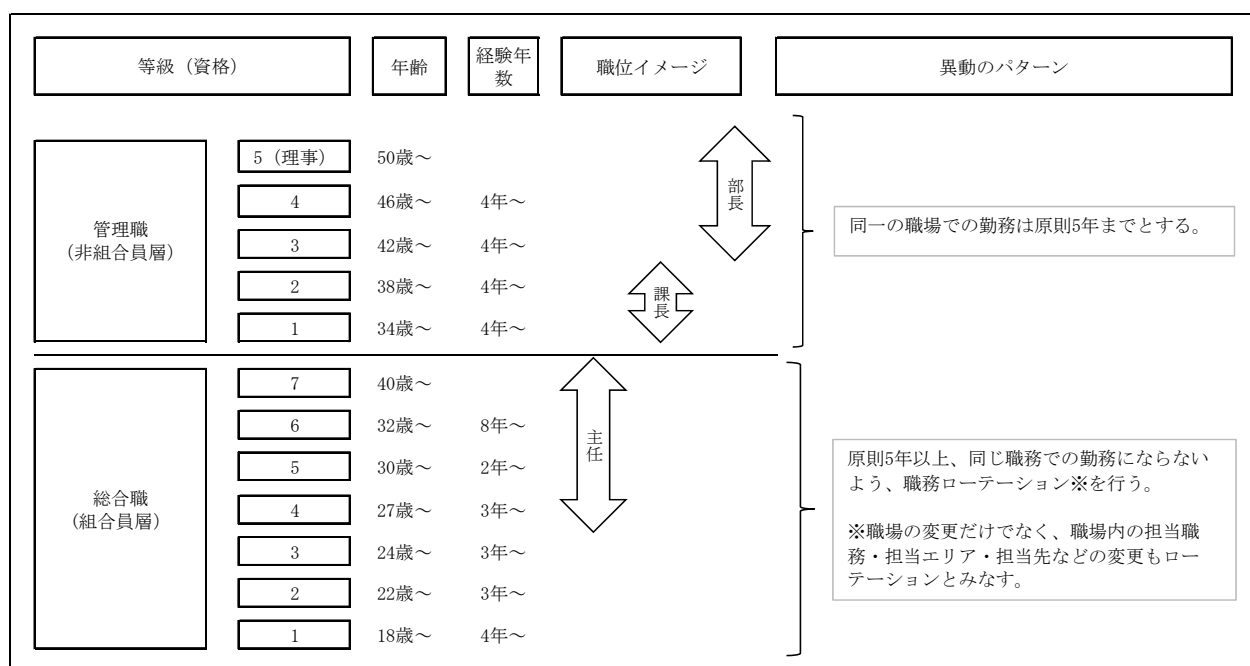 等級（資格）
年齢
経験年
数
職位イメージ
異動のパターン
管理職
(非組合員層)
5（理事）
50歳～
4
46歳～
4年～
3
42歳～
4年～
2
38歳～
4年～
1
34歳～
4年～
部長
課長
同一の職場での勤務は原則5年までとする。
総合職
(組合員層)
7
40歳～
6
32歳～
8年～
5
30歳～
2年～
4
27歳～
3年～
3
24歳～
3年～
2
22歳～
3年～
1
18歳～
4年～
主任
原則5年以上、同じ職務での勤務にならない
よう、職務ローテーション※を行う。
※職場の変更だけでなく、職場内の担当職
務・担当エリア・担当先などの変更もロー
テーションとみなす。